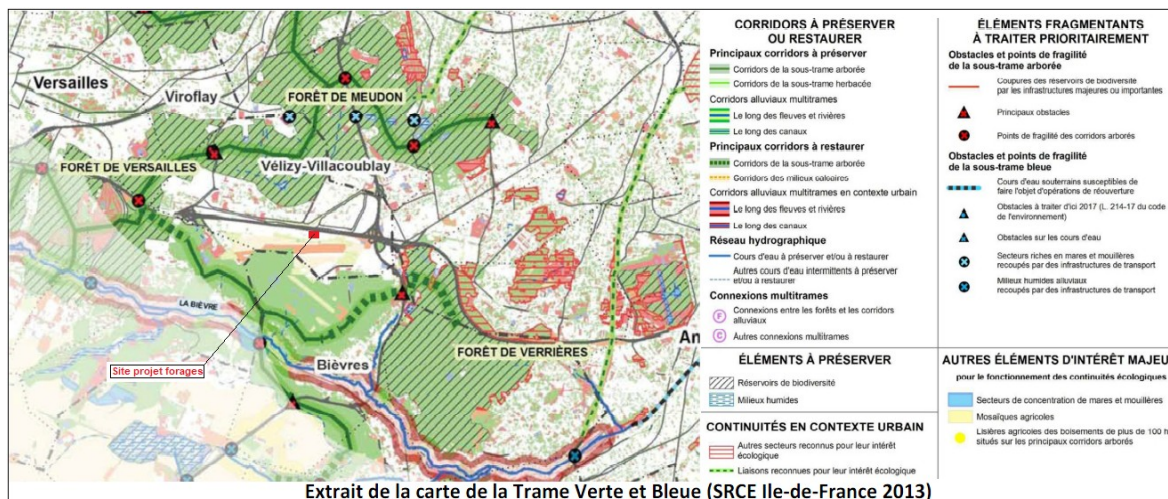 Versailles
Viroflay
FORÊT DE MEUDON
FORÊT DE VERSAILLES
Vélizy-Villacoublay
LA BIÈVRE
Site projet forages
Bièvres
FORÊT DE VERRIÈRES
An
CORRIDORS À PRÉSERVER
OU RESTAURER
Principaux corridors à préserver
Corridors de la sous-trame arborée
Corridors de la sous-trame herbacée
Corridors alluviaux multitrames
Le long des fleuves et rivières
Le long des canaux
Principaux corridors à restaurer
Corridors de la sous-trame arborée
Corridors des milieux calcaires
Corridors alluviaux multitrames en contexte urbain
Le long des fleuves et rivières
Le long des canaux
Réseau hydrographique
Cours d'eau à préserver et/ou à restaurer
Autres cours d'eau intermittents à préserver
et/ou à restaurer
Connexions multitrames
F
Connexions entre les forêts et les corridors
alluviaux
C
Autres connexions multitrames
ÉLÉMENTS À PRÉSERVER
Réservoirs de biodiversité
Milieux humides
CONTINUITÉS EN CONTEXTE URBAIN
Autres secteurs reconnus pour leur intérêt
écologique
Liaisons reconnues pour leur intérêt écologique
ÉLÉMENTS FRAGMENTANTS
À TRAITER PRIORITAIREMENT
Obstacles et points de fragilité
de la sous-trame arborée
Coupures des réservoirs de biodiversité
par les infrastructures majeures ou importantes
Principaux obstacles
Points de fragilité des corridors arborés
Obstacles et points de fragilité
de la sous-trame bleue
Cours d'eau souterrains susceptibles de
faire l'objet d'opérations de réouverture
Obstacles à traiter d'ici 2017 (L. 214-17 du code
de l'environnement)
Obstacles sur les cours d'eau
Secteurs riches en mares et mouillères
recoupés par des infrastructures de transport
Milieux humides alluviaux
recoupés par des infrastructures de transport
AUTRES ÉLÉMENTS D'INTÉRÊT MAJEU
pour le fonctionnement des continuités écologiques
Secteurs de concentration de mares et mouillères
Mosaïques agricoles
Lisières agricoles des boisements de plus de 100 h
situés sur les principaux corridors arborés
Extrait de la carte de la Trame Verte et Bleue (SRCE Ile-de-France 2013)